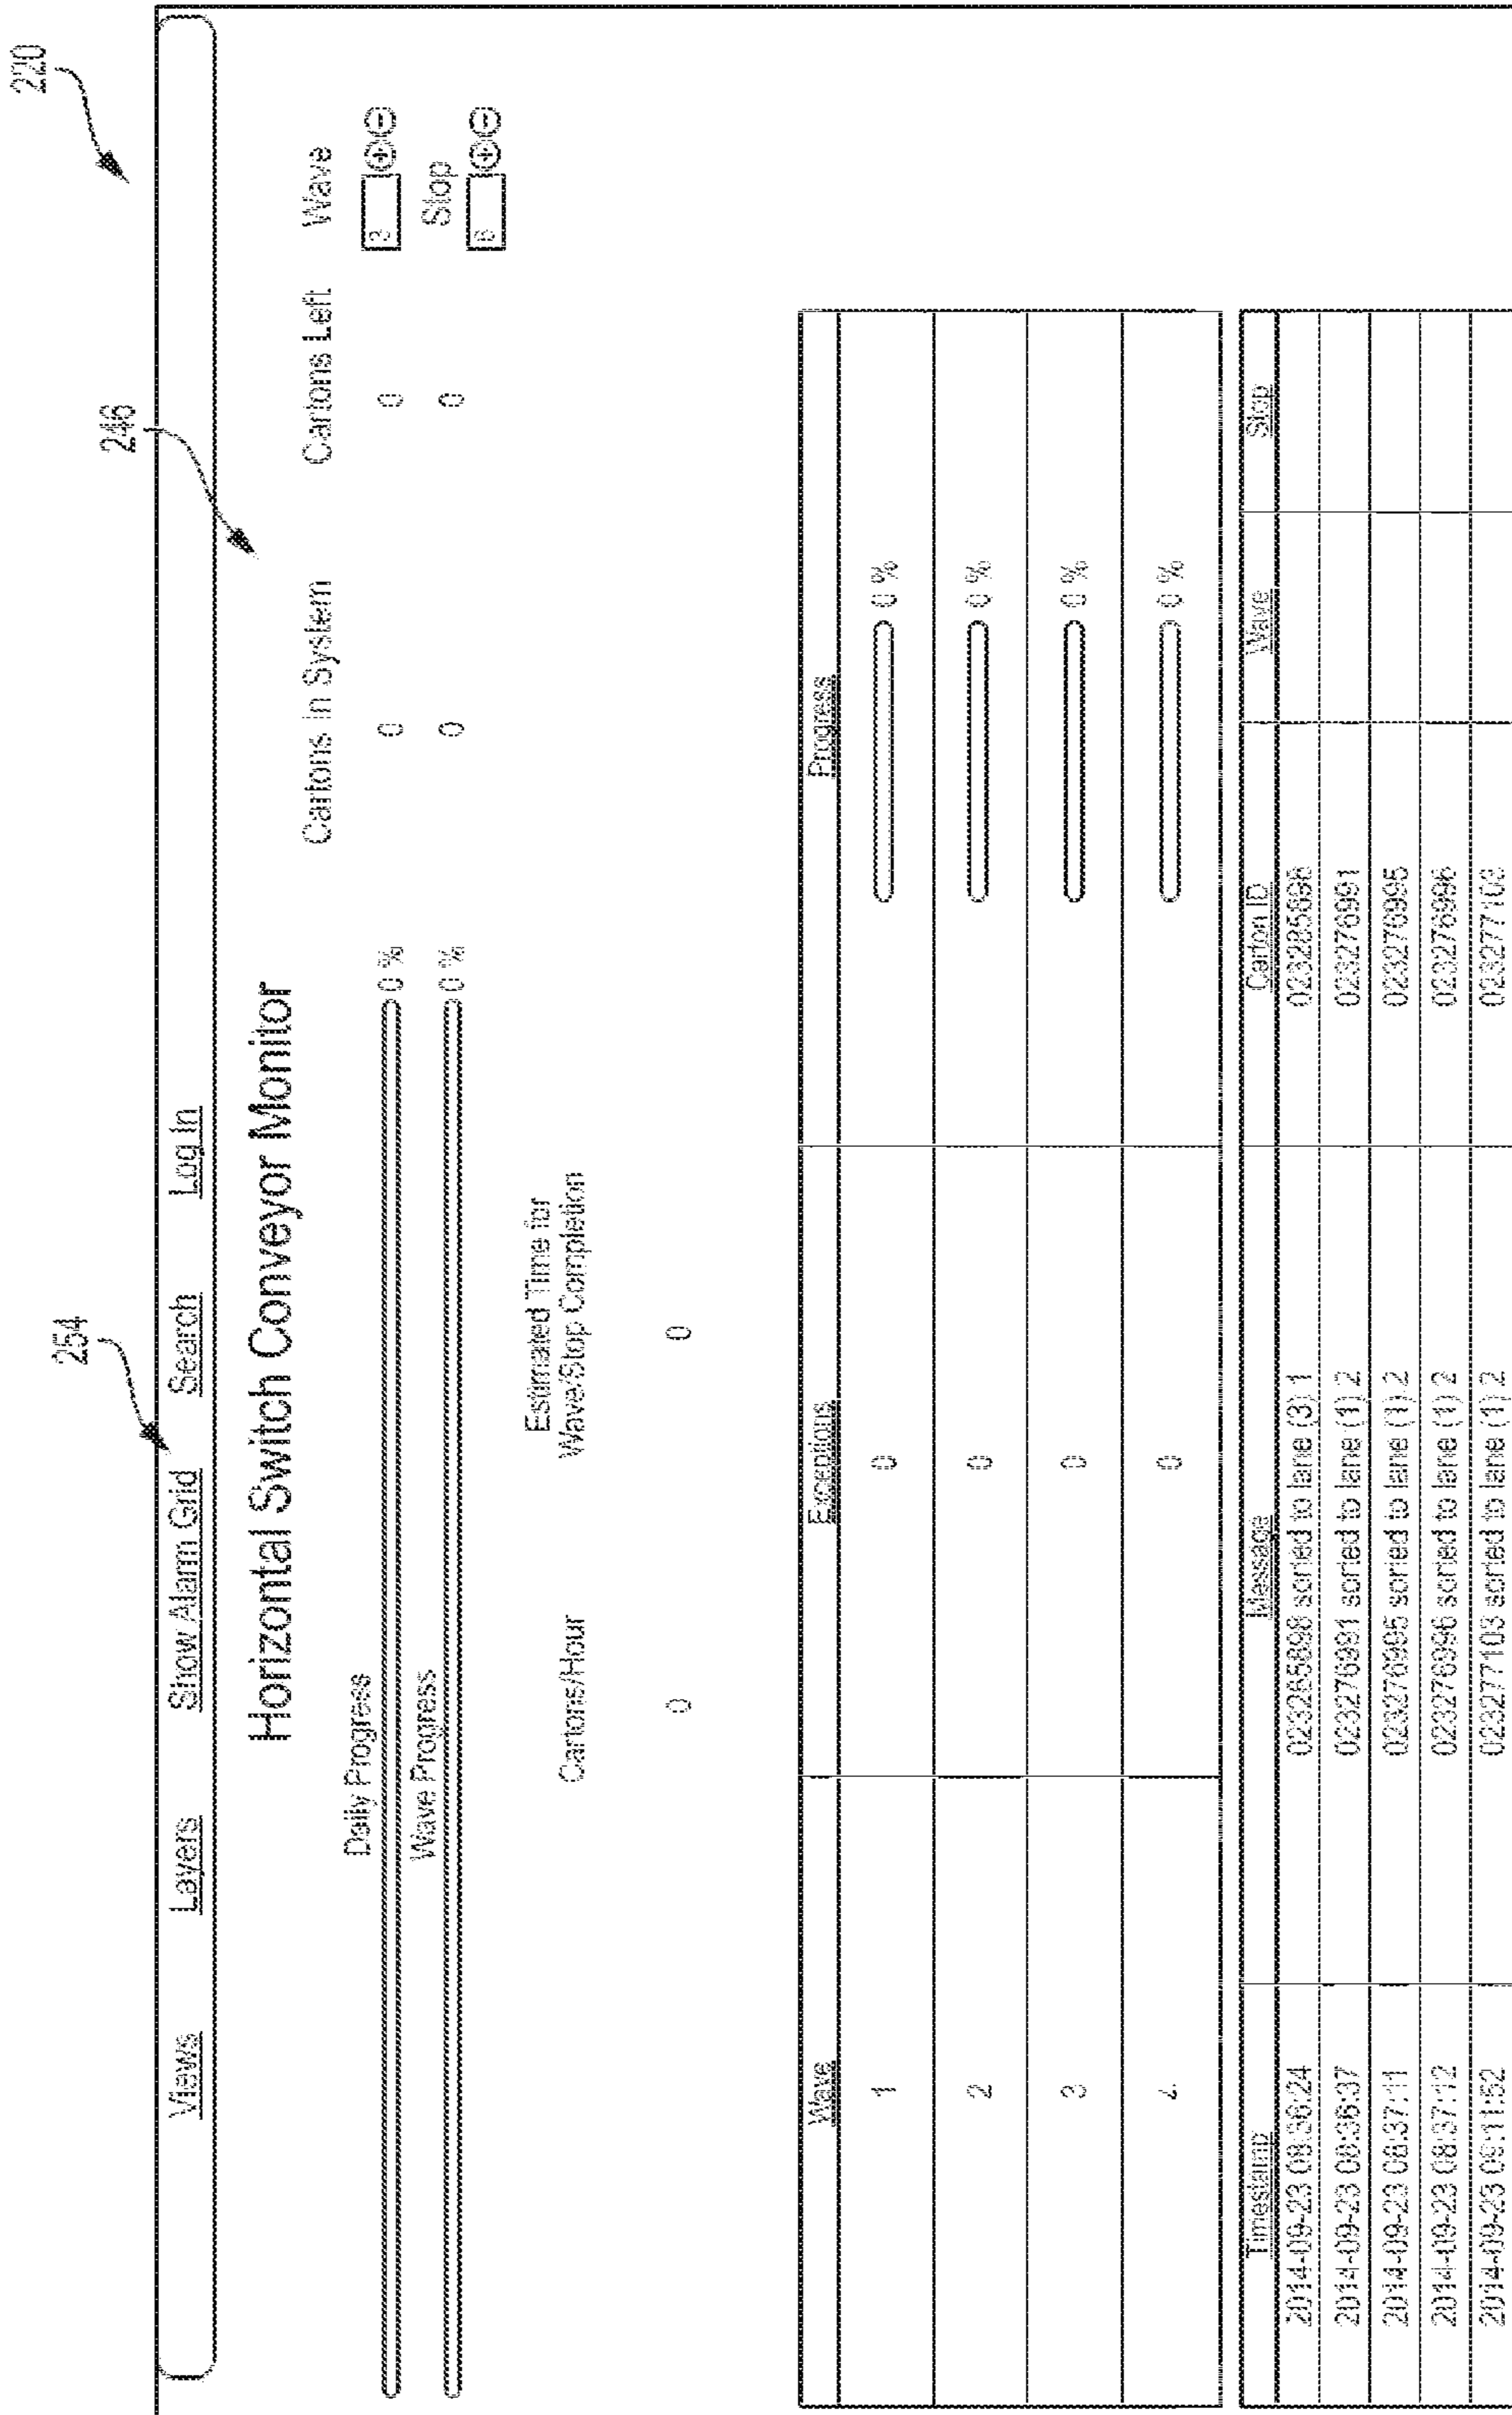 220
254
246
Views Layers Show Alarm Grid Search Log In
Horizontal Switch Conveyor Monitor
Cartons In System Cartons Left Wave
Daily Progress
0 % 0 0 3
Wave Progress Stop
0 % 0 0
Estimated Time for
Cartons/Hour Wave/Stop Completion
0 0
Wave Exceptions Progress
1 0 0 %
2 0 0 %
3 0 0 %
4 0 0 %
Timestamp Message Carton ID Wave Stop
2014-09-23 08:36:24 sorted to lane (3) 1
2014-09-23 08:36:37 023276991 sorted to lane (1) 2 023276991
2014-09-23 08:37:11 023276995 sorted to lane (1) 2 023276995
2014-09-23 08:37:12 023276996 sorted to lane (1) 2 023276996
2014-09-23 023277103 sorted to lane (1) 2 023277103